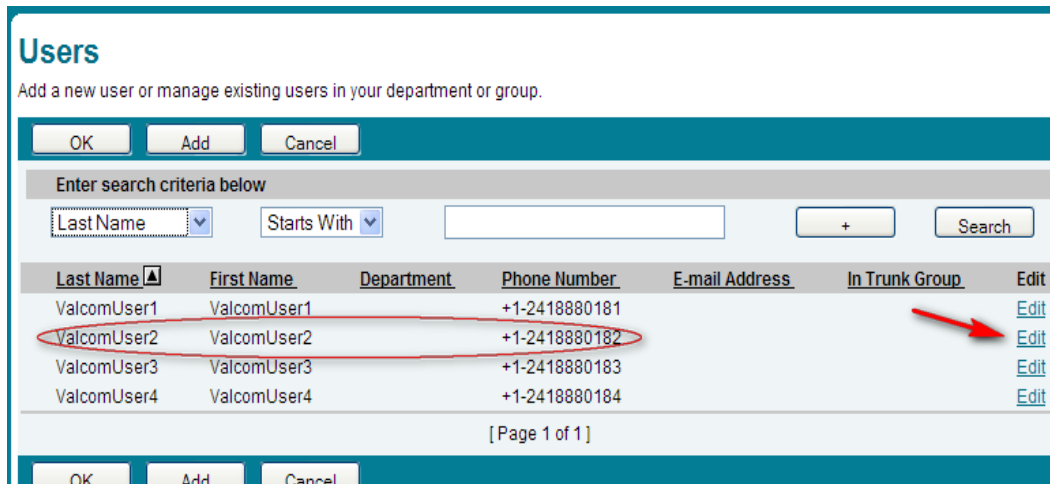 Users
Add a new user or manage existing users in your department or group.
OK Add Cancel
Enter search criteria below
Last Name Starts With + Search
Last Name First Name Department Phone Number E-mail Address In Trunk Group Edit
ValcomUser1 ValcomUser1 +1-2418880181 Edit
ValcomUser2 ValcomUser2 +1-2418880182 Edit
ValcomUser3 ValcomUser3 +1-2418880183 Edit
ValcomUser4 ValcomUser4 +1-2418880184 Edit
[ Page 1 of 1 ]
OK Add Cancel